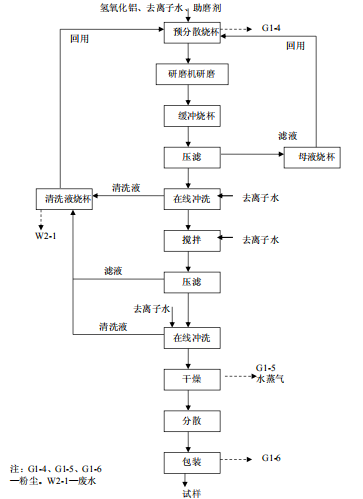 氢氧化铝、去离子水、助磨剂
预分散烧杯
G1-4
回用
回用
研磨机研磨
缓冲烧杯
滤液
压滤
母液烧杯
清洗液
清洗液烧杯
在线冲洗
去离子水
W2-1
搅拌
去离子水
滤液
压滤
去离子水
清洗液
在线冲洗
G1-5
干燥
水蒸气
分散
包装
G1-6
注：G1-4、G1-5、G1-6
—粉尘。W2-1—废水
试样